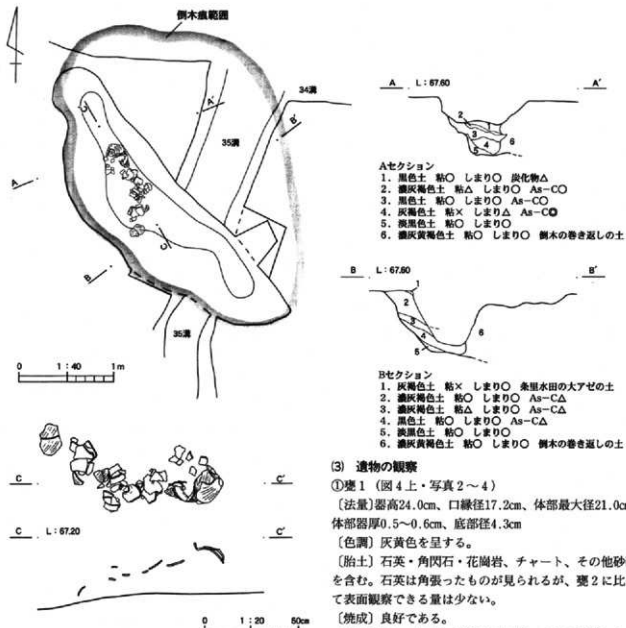 倒木痕範囲
34溝
35溝
A'
B'
C'
A
B
C
35溝
0 1:40 1m
C C'
C L:67.20 C'
0 1:20 50cm
A L:67.60 A'
2
3
4
5
6
Aセクション
1. 黒色土 粘○ しまり○ 炭化物△
2. 濃灰褐色土 粘△ しまり○ As-C○
3. 黒色土 粘○ しまり○ As-C○
4. 灰褐色土 粘× しまり△ As-C◎
5. 淡黒色土 粘○ しまり○
6. 濃灰黄褐色土 粘○ しまり○ 倒木の巻き返しの土
B L:67.60 B'
1
2
3
4
5
6
Bセクション
1. 灰褐色土 粘× しまり○ 条里水田の大アゼの土
2. 濃灰褐色土 粘○ しまり○ As-C△
3. 濃灰褐色土 粘△ しまり○ As-C△
4. 黒色土 粘○ しまり○ As-C△
5. 淡黒色土 粘○ しまり○
6. 濃灰黄褐色土 粘○ しまり○ 倒木の巻き返しの土
(3) 遺物の観察
①甕1(図4上・写真2~4)
〔法量〕器高24.0cm、口縁径17.2cm、体部最大径21.0cm
体部器厚0.5~0.6cm、底部径4.3cm
〔色調〕灰黄色を呈する。
〔胎土〕石英・角閃石・花崗岩、チャート、その他砂
を含む。石英は角張ったものが見られるが、甕2に比
て表面観察できる量は少ない。
〔焼成〕良好である。